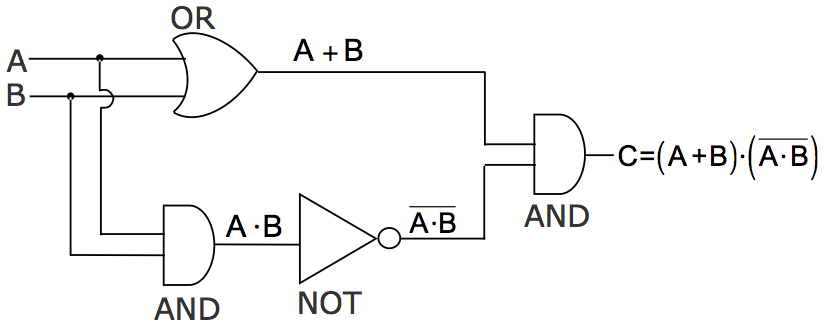 OR
A
A + B
B
C=(A+B)·(A̅·̅B̅)
AND
A·B
A̅·̅B̅
AND
NOT